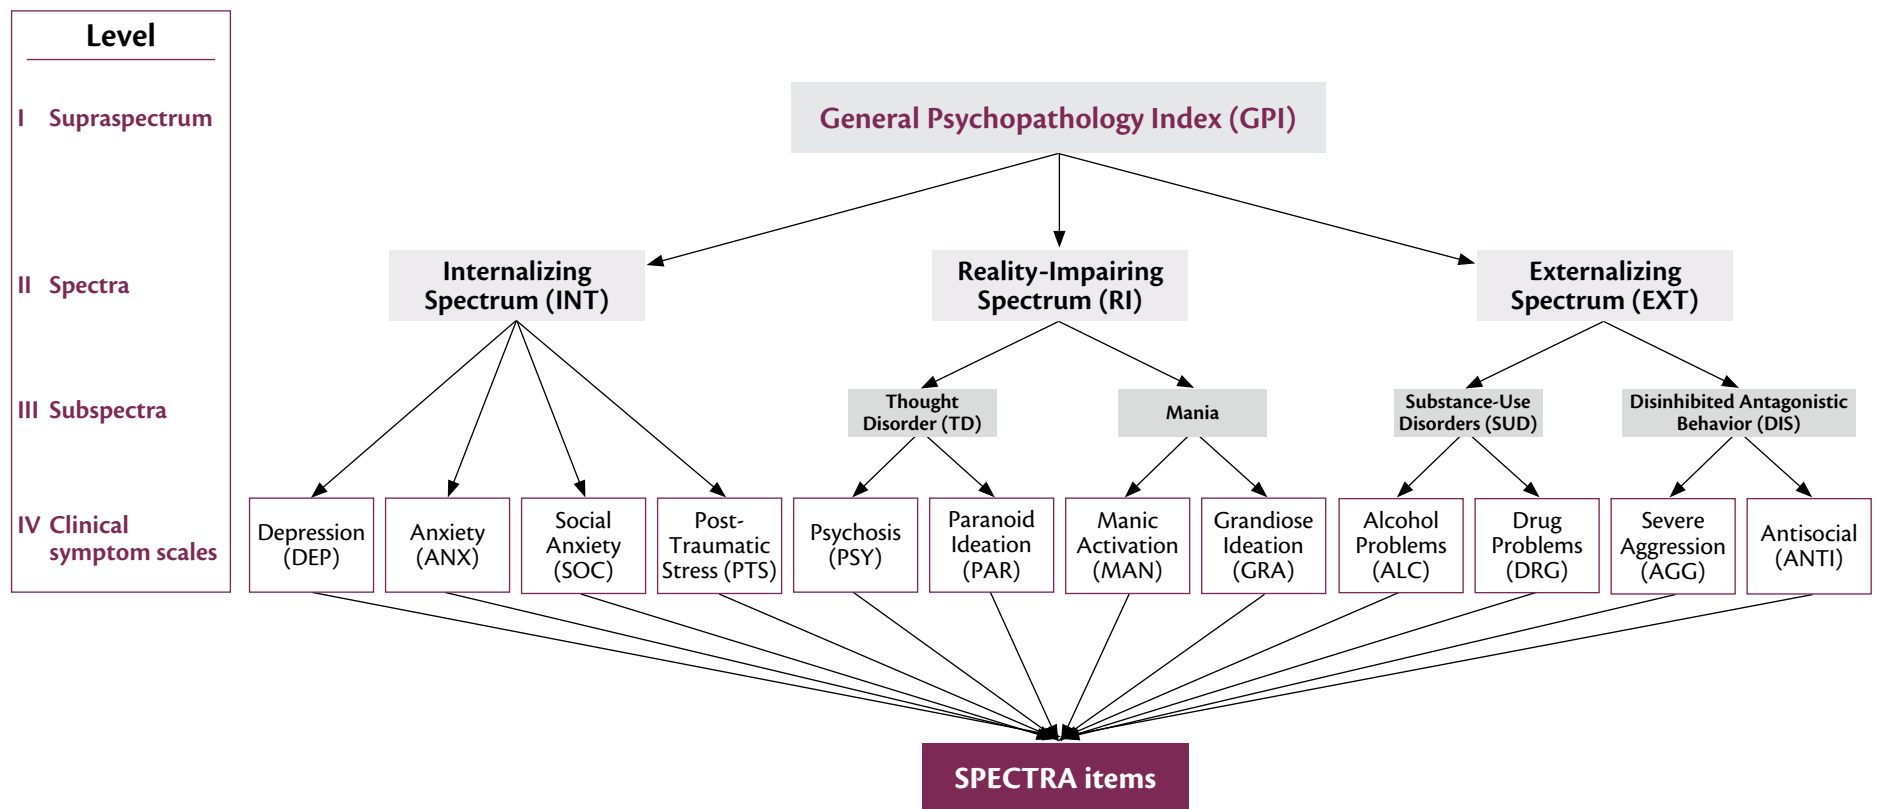 Level
I Supraspectrum
General Psychopathology Index (GPI)
II Spectra
Internalizing
Spectrum (INT)
Reality-Impairing
Spectrum (RI)
Externalizing
Spectrum (EXT)
III Subspectra
Thought
Disorder (TD)
Mania
Substance-Use
Disorders (SUD)
Disinhibited Antagonistic
Behavior (DIS)
IV Clinical
symptom scales
Depression
(DEP)
Anxiety
(ANX)
Social
Anxiety
(SOC)
Post-
Traumatic
Stress (PTS)
Psychosis
(PSY)
Paranoid
Ideation
(PAR)
Manic
Activation
(MAN)
Grandiose
Ideation
(GRA)
Alcohol
Problems
(ALC)
Drug
Problems
(DRG)
Severe
Aggression
(AGG)
Antisocial
(ANTI)
SPECTRA items